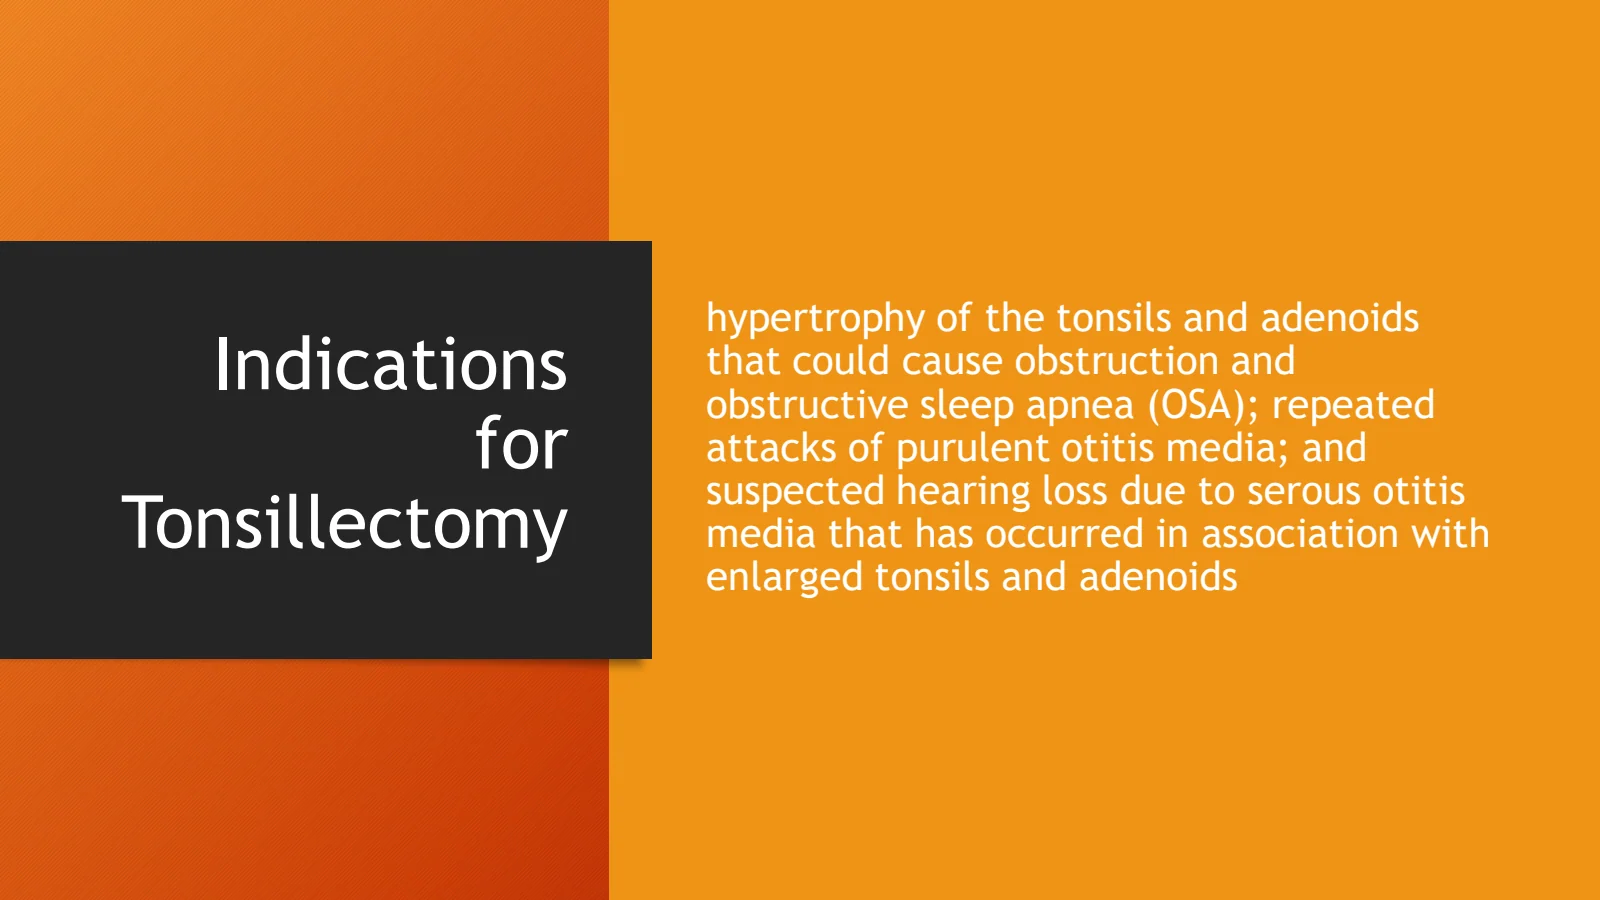 Indications
for
Tonsillectomy
hypertrophy of the tonsils and adenoids
that could cause obstruction and
obstructive sleep apnea (OSA); repeated
attacks of purulent otitis media; and
suspected hearing loss due to serous otitis
media that has occurred in association with
enlarged tonsils and adenoids